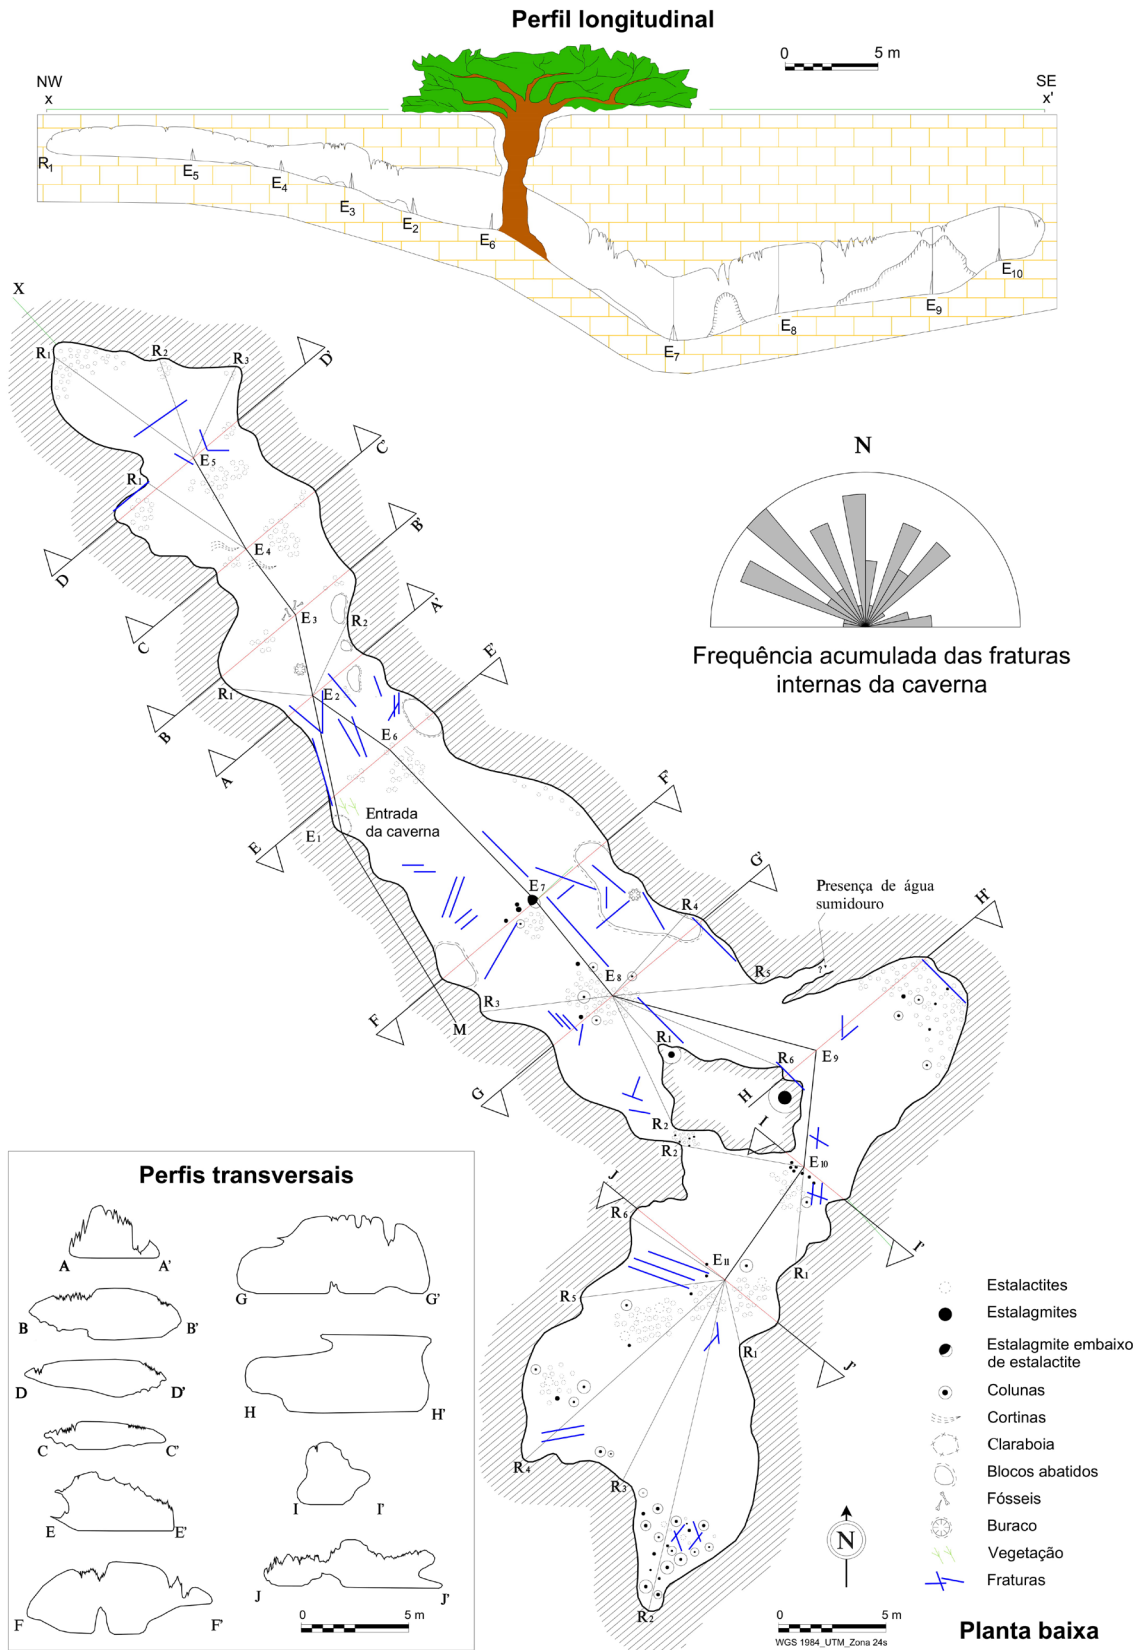 Perfil longitudinal
0 5 m
NW
x
SE
x'
R1
E5
E4
E3
E2
E6
E7
E8
E9
E10
X
R1
R2
R3
D'
E5
R1
C'
E4
B'
D
E3
R2
A'
C
E'
R1
E2
B
E6
A
Entrada
da caverna
E1
E
F'
G'
E7
R4
Presença de água
sumidouro
H'
E8
R5
?
R3
F
M
R1
E9
R6
G
H
I
R2
R2
E10
J
R6
I'
E11
R1
R5
R1
J'
R4
R3
R2
N
Frequência acumulada das fraturas
internas da caverna
Perfis transversais
A A'
G G'
B B'
D D'
H H'
C C'
I I'
E E'
J J'
F F'
0 5 m
Estalactites
Estalagmites
Estalagmite embaixo
de estalactite
Colunas
Cortinas
Claraboia
Blocos abatidos
Fósseis
Buraco
Vegetação
Fraturas
N
0 5 m
WGS 1984_UTM_Zona 24s
Planta baixa